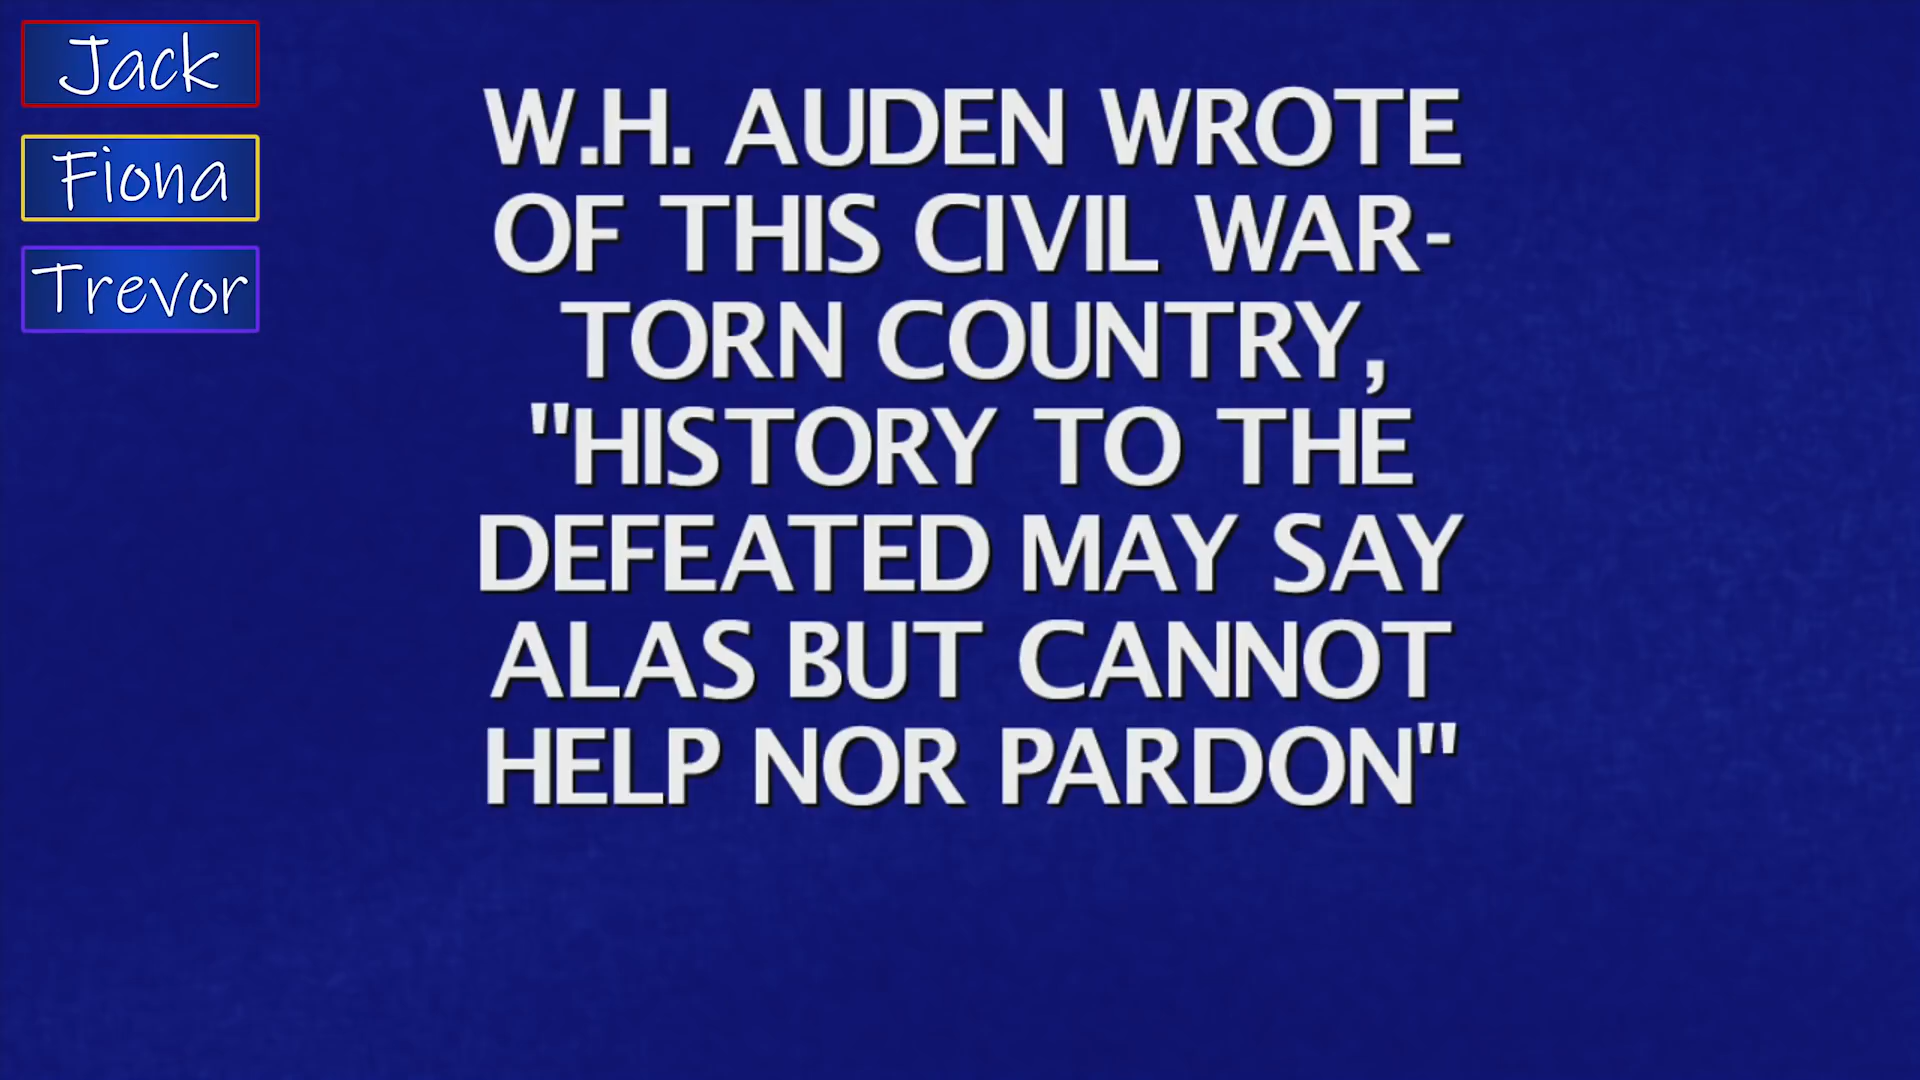 Jack
Fiona
Trevor
W.H. AUDEN WROTE
OF THIS CIVIL WAR-
TORN COUNTRY,
"HISTORY TO THE
DEFEATED MAY SAY
ALAS BUT CANNOT
HELP NOR PARDON"